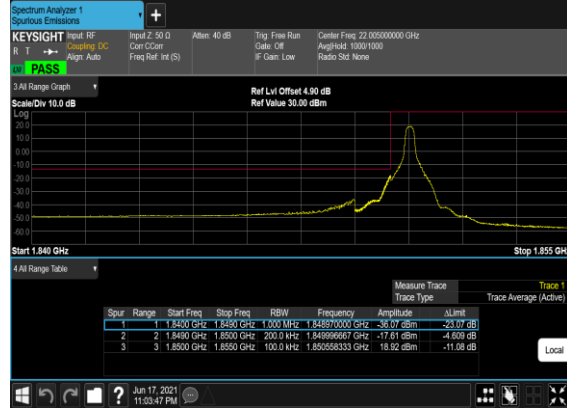 Spectrum Analyzer 1
Spurious Emissions
+
KEYSIGHT Input: RF Input Z: 50 Ω Atten: 40 dB Trig: Free Run Center Freq: 22.005000000 GHz
R T Coupling: DC Corr CCorr Gate: Off Avg|Hold: 1000/1000
Align: Auto Freq Ref: Int (S) IF Gain: Low Radio Std: None
PASS
3 All Range Graph
Ref Lvl Offset 4.90 dB
Scale/Div 10.0 dB Ref Value 30.00 dBm
Log
20.0
10.0
0.00
-10.0
-20.0
-30.0
-40.0
-50.0
-60.0
Start 1.840 GHz Stop 1.855 GH
4 All Range Table
Measure Trace Trace 1
Trace Type Trace Average (Active)
Spur Range Start Freq Stop Freq RBW Frequency Amplitude ΔLimit
1 1 1.8400 GHz 1.8490 GHz 1.000 MHz 1.848970000 GHz -36.07 dBm -23.07 dB
2 2 1.8490 GHz 1.8500 GHz 200.0 kHz 1.849996667 GHz -17.61 dBm -4.609 dB
3 3 1.8500 GHz 1.8550 GHz 100.0 kHz 1.850558333 GHz 18.92 dBm -11.08 dB
Local
?
Jun 17, 2021
11:03:47 PM